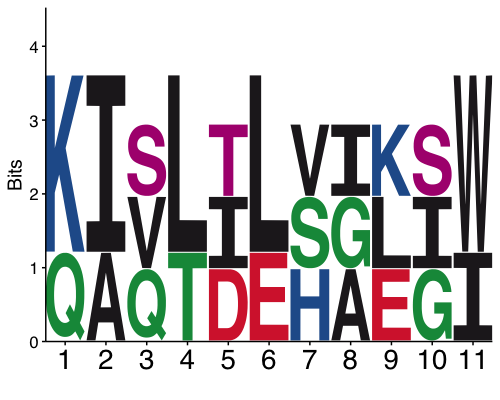 4
3
K I S L T L V I K S W
Bits
2
V I S G L I
1
Q A Q T D E H A E G I
0
1 2 3 4 5 6 7 8 9 10 11